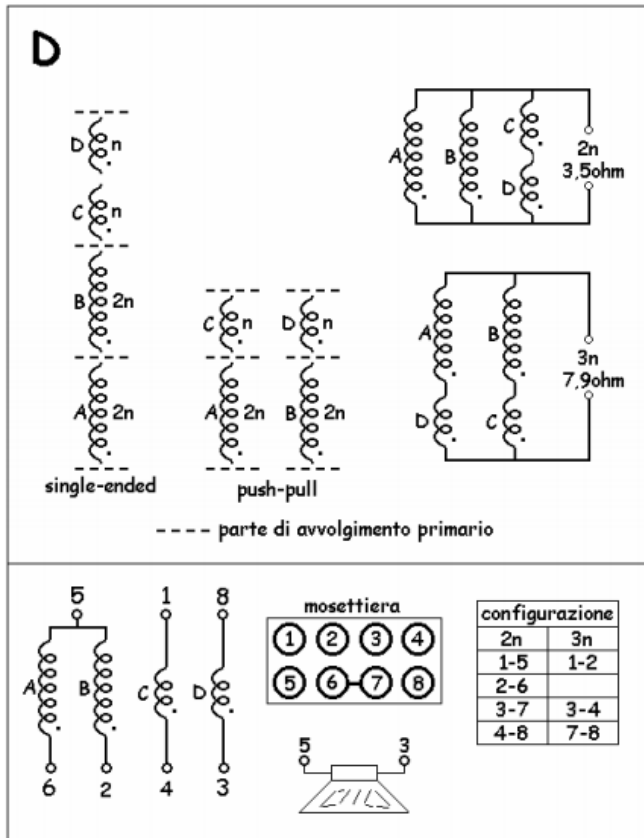 D
D n
C n
B 2n
A 2n
single-ended
C n D n
A 2n B 2n
push-pull
A B C D
2n
3,5ohm
A B
D C
3n
7,9ohm
---- parte di avvolgimento primario
5 1 8
A B C D
6 2 4 3
mosettiera
1 2 3 4
5 6 7 8
5 3
configurazione
2n 3n
1-5 1-2
2-6
3-7 3-4
4-8 7-8